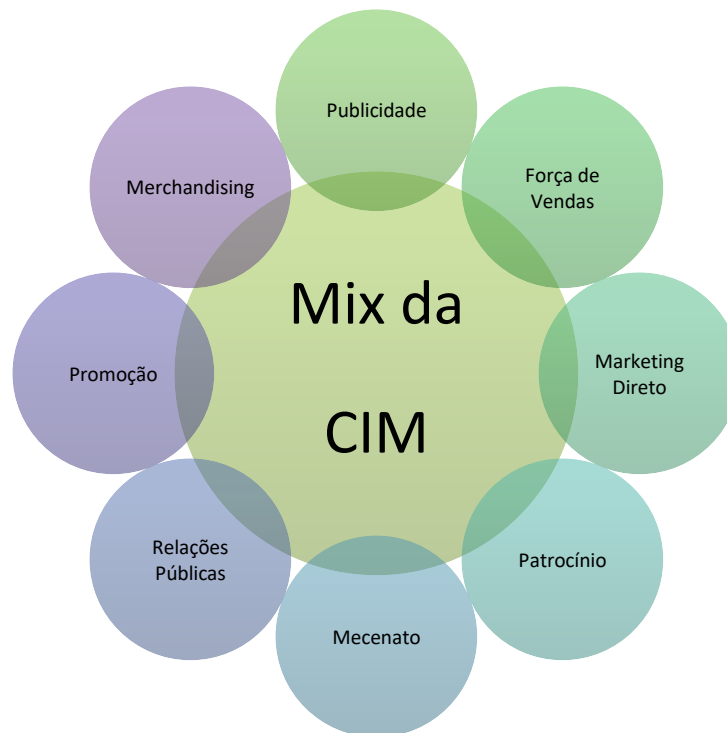 Publicidade
Força de
Vendas
Marketing
Direto
Patrocínio
Mecenato
Relações
Públicas
Promoção
Merchandising
Mix da
CIM